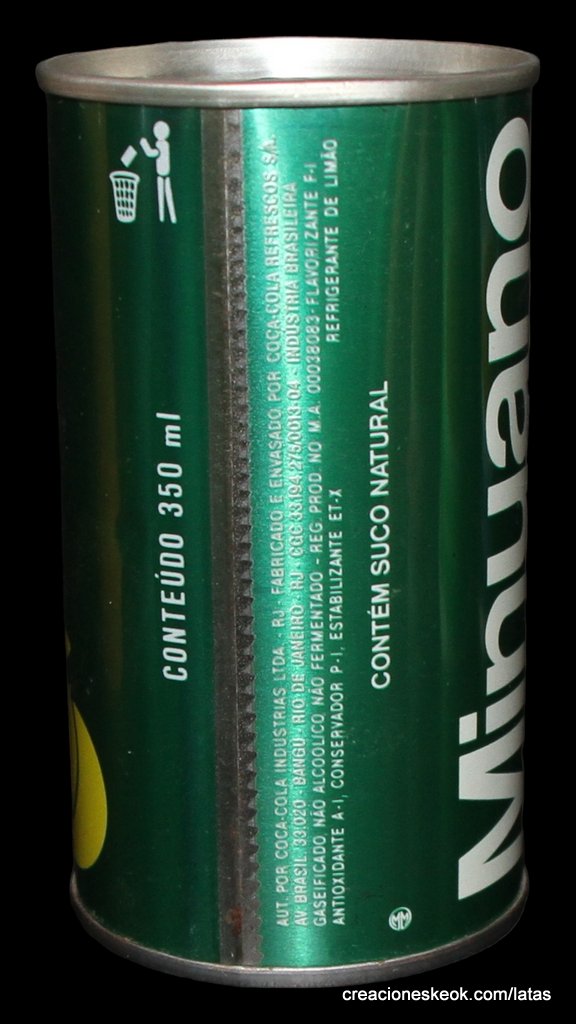 CONTEÚDO 350 ml
AUT. POR COCA-COLA INDUSTRIAS LTDA. - RJ - FABRICADO E ENVASADO POR COCA-COLA REFRESCOS S/A.
AV. BRASIL, 33.020 - BANGU - RIO DE JANEIRO - RJ - CGC 33.194.275/0013-04 - INDÚSTRIA BRASILEIRA
GASEIFICADO NÃO ALCOÓLICO NÃO FERMENTADO - REG. PROD. NO M.A. 00038083 - FLAVORIZANTE F-I
ANTIOXIDANTE A-I, CONSERVADOR P-I, ESTABILIZANTE ET-X
REFRIGERANTE DE LIMÃO
CONTÉM SUCO NATURAL
Minuano
creacioneskeok.com/latas